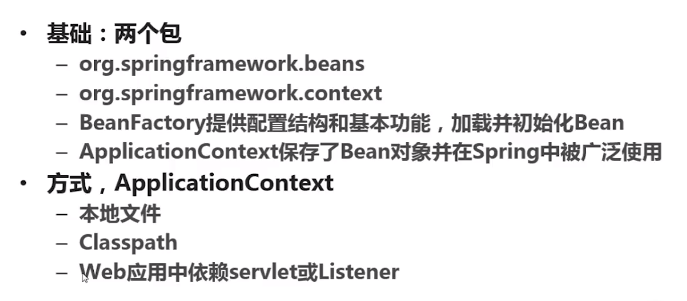 • 基础：两个包
– org.springframework.beans
– org.springframework.context
– BeanFactory提供配置结构和基本功能，加载并初始化Bean
– ApplicationContext保存了Bean对象并在Spring中被广泛使用
• 方式，ApplicationContext
– 本地文件
– Classpath
– Web应用中依赖servlet或Listener